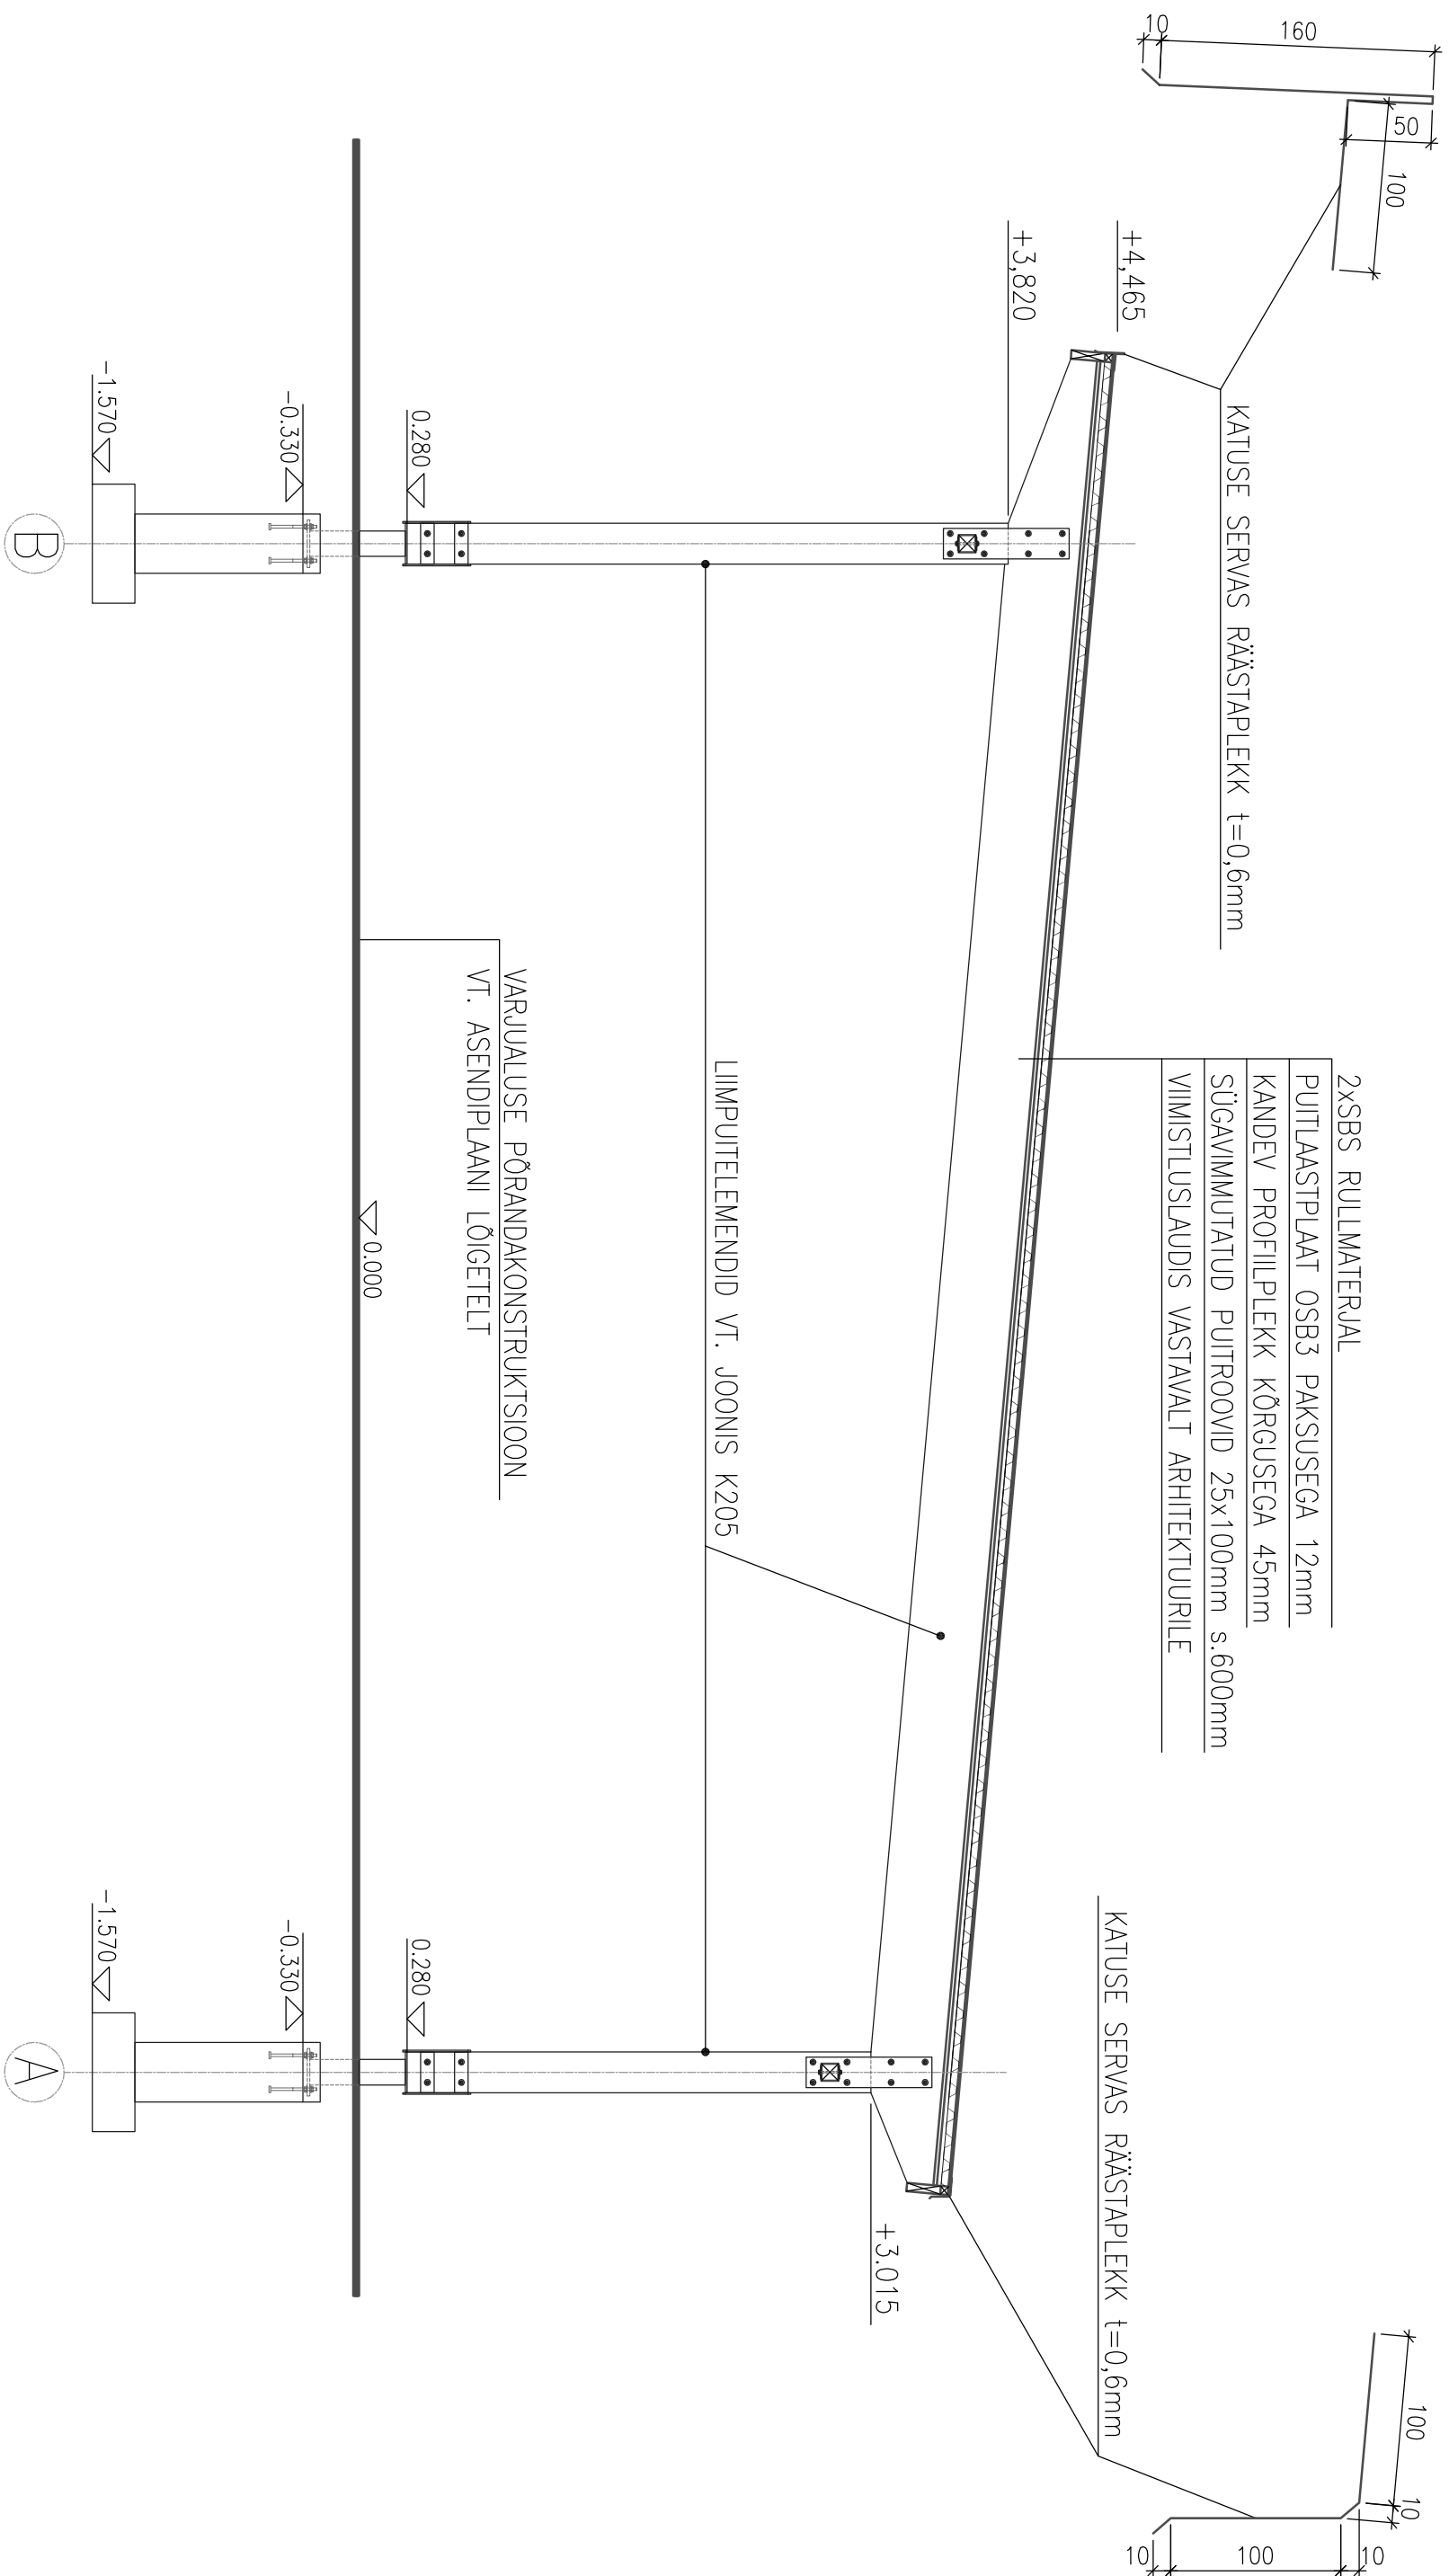 10
160
50
100
+4,465
+3,820
KATUSE SERVAS RÄÄSTAPLEKK t=0,6mm
2xSBS RULLMATERJAL
PUITLAASTPLAAT OSB3 PAKSUSEGA 12mm
KANDEV PROFIILPLEKK KÕRGUSEGA 45mm
SÜGAVIMMUTATUD PUITROOVID 25x100mm s.600mm
VIIMISTLUSLAUDIS VASTAVALT ARHITEKTUURILE
KATUSE SERVAS RÄÄSTAPLEKK t=0,6mm
100
10
10
100
10
+3.015
LIIMPUITELEMENDID VT. JOONIS K205
VARJUALUSE PÕRANDAKONSTRUKTSIOON
VT. ASENDIPLAANI LÕIGETELT
0.280
0.280
0.000
-0.330
-0.330
-1.570
-1.570
B
A